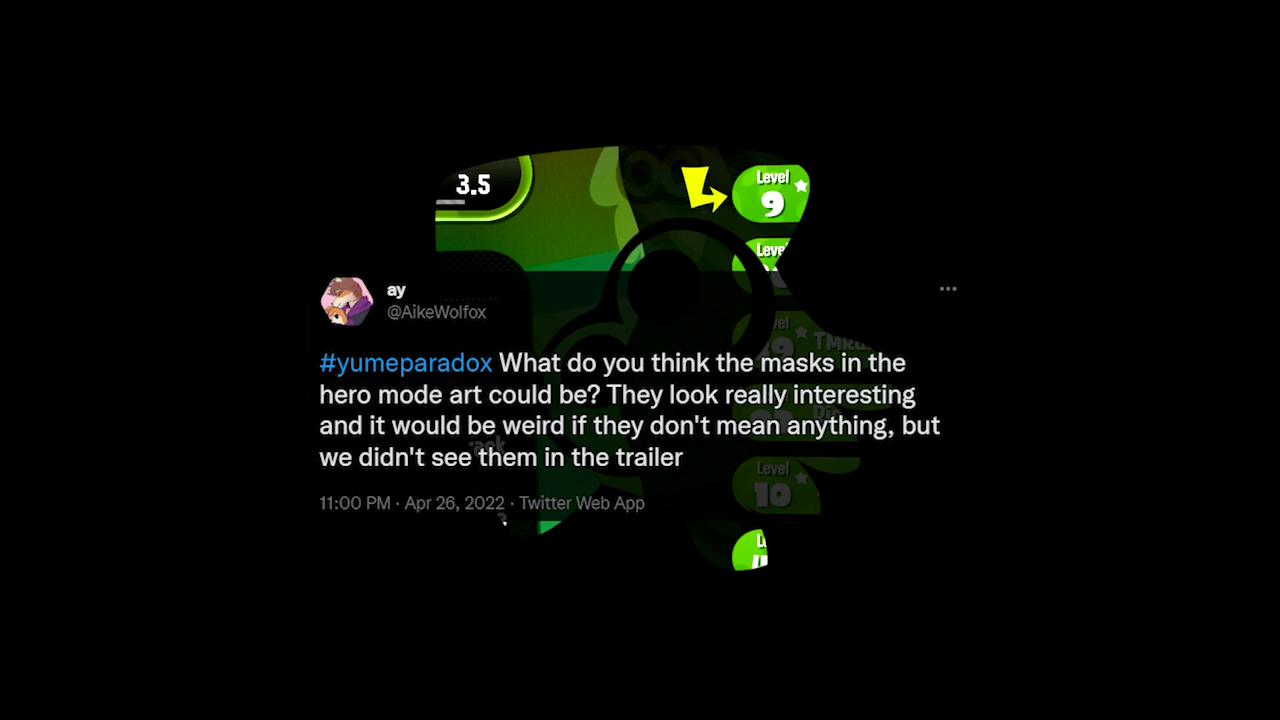 3.5
Level
9
Level
ay
@AikeWolfox
#yumeparadox What do you think the masks in the
hero mode art could be? They look really interesting
and it would be weird if they don't mean anything, but
we didn't see them in the trailer
Level
10
11:00 PM · Apr 26, 2022 · Twitter Web App